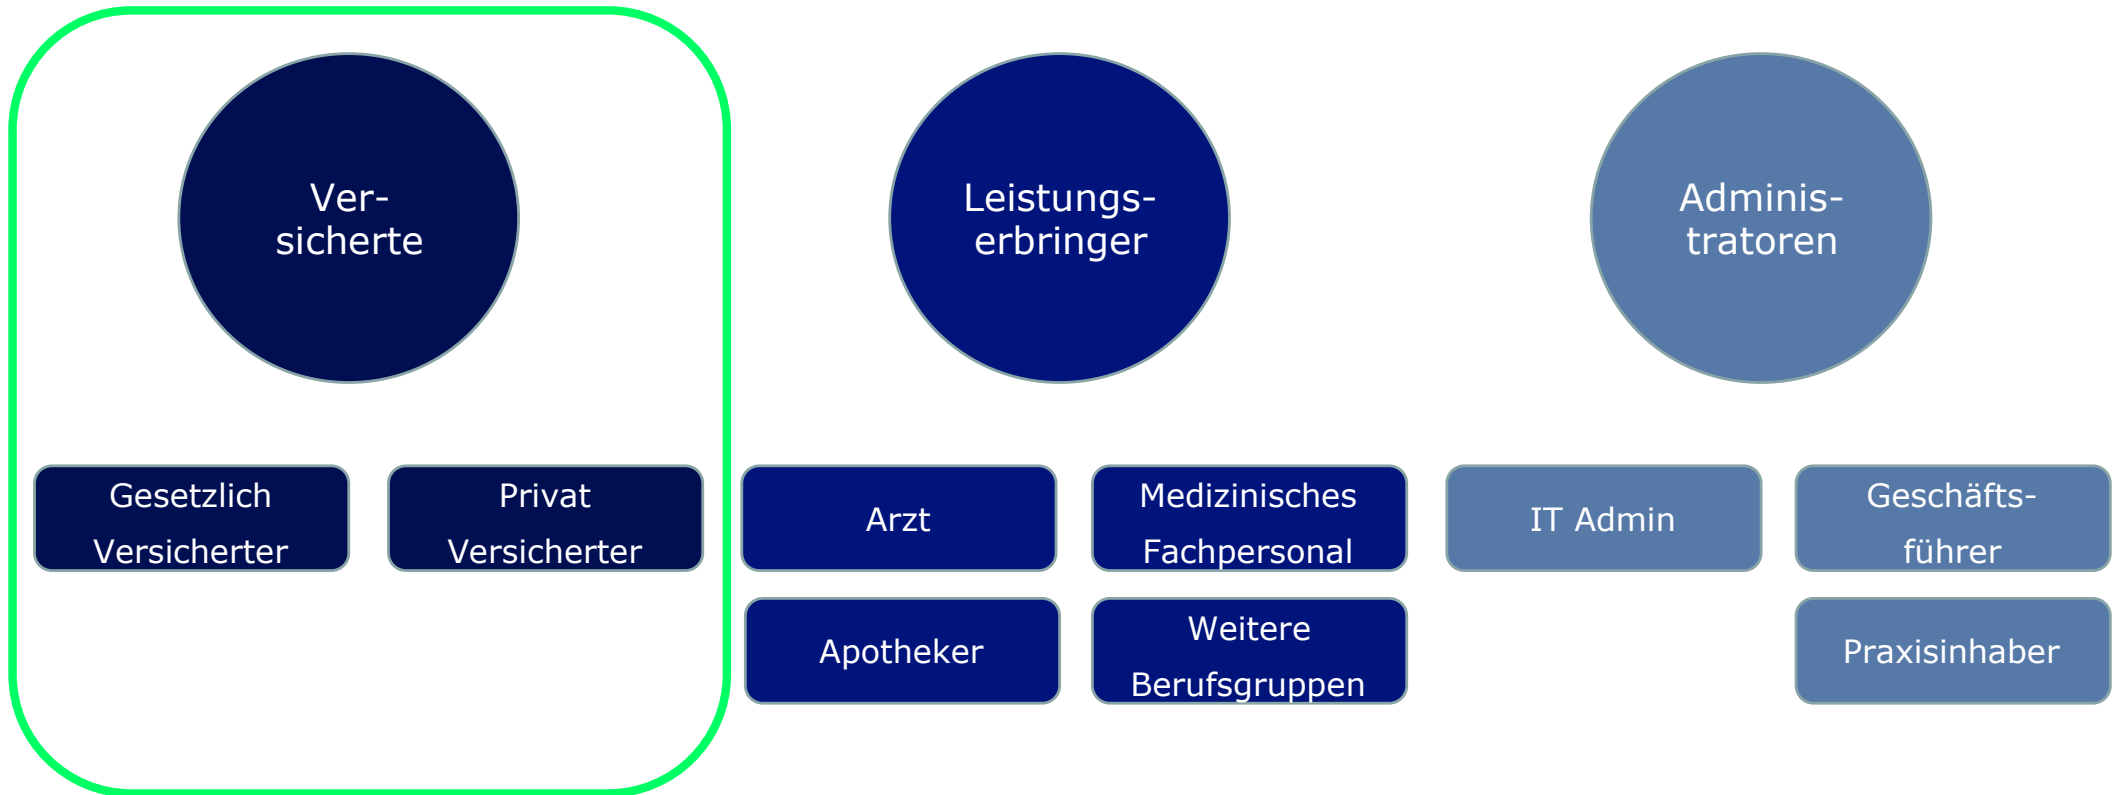 Ver-
sicherte
Leistungs-
erbringer
Adminis-
tratoren
Gesetzlich
Versicherter
Privat
Versicherter
Arzt
Medizinisches
Fachpersonal
IT Admin
Geschäfts-
führer
Apotheker
Weitere
Berufsgruppen
Praxisinhaber